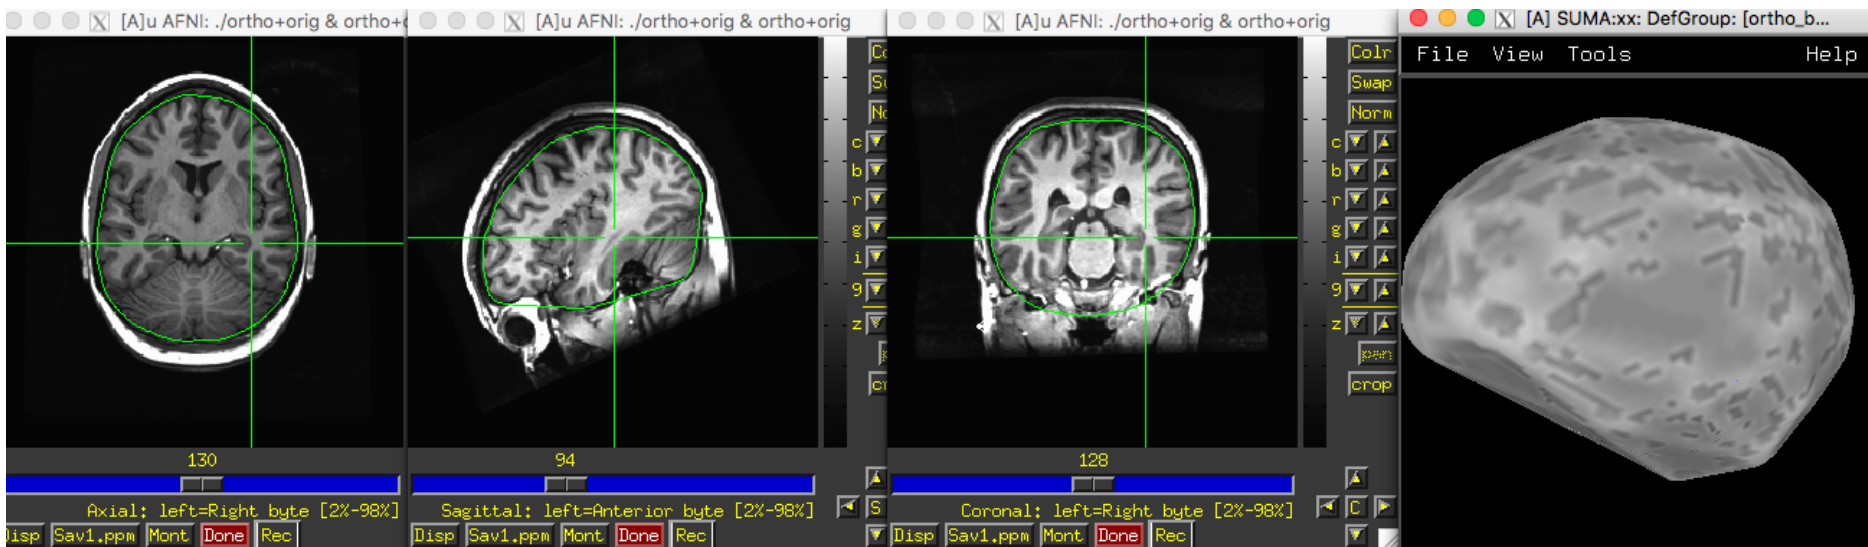 [A]u AFNI: ./ortho+orig & ortho+
[A]u AFNI: ./ortho+orig & ortho+orig
[A]u AFNI: ./ortho+orig & ortho+orig
[A] SUMA:xx: DefGroup: [ortho_b...
File View Tools Help
Colr
Swap
Norm
c
b
r
g
i
9
z
pan
crop
c
b
r
g
i
9
z
130
94
128
Axial: left=Right byte [2%-98%]
Sagittal: left=Anterior byte [2%-98%]
S
Coronal: left=Right byte [2%-98%]
C
Disp Sav1.ppm Mont Done Rec
Disp Sav1.ppm Mont Done Rec
Disp Sav1.ppm Mont Done Rec